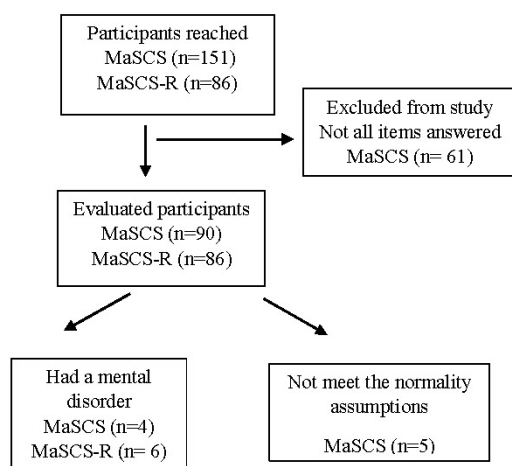 Participants reached
MaSCS (n=151)
MaSCS-R (n=86)
Excluded from study
Not all items answered
MaSCS (n= 61)
Evaluated participants
MaSCS (n=90)
MaSCS-R (n=86)
Had a mental
disorder
MaSCS (n=4)
MaSCS-R (n= 6)
Not meet the normality
assumptions
MaSCS (n=5)